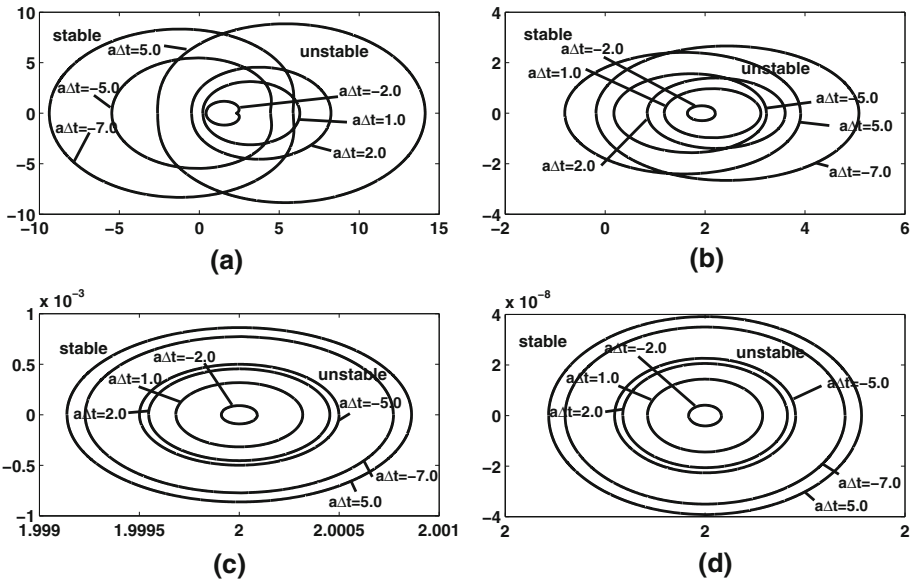 10
5
0
−5
−10
−10
−5
0
5
10
15
stable
unstable
aΔt=5.0
aΔt=−5.0
aΔt=−7.0
aΔt=−2.0
aΔt=1.0
aΔt=2.0
(a)
4
2
0
−2
−4
−2
0
2
4
6
stable
aΔt=−2.0
aΔt=1.0
unstable
aΔt=−5.0
aΔt=5.0
aΔt=2.0
aΔt=−7.0
(b)
x 10⁻³
1
0.5
0
−0.5
−1
1.999
1.9995
2
2.0005
2.001
stable
aΔt=−2.0
aΔt=1.0
unstable
aΔt=2.0
aΔt=−5.0
aΔt=−7.0
aΔt=5.0
(c)
x 10⁻⁸
4
2
0
−2
−4
2
2
2
stable
aΔt=−2.0
unstable
aΔt=1.0
aΔt=−5.0
aΔt=2.0
aΔt=−7.0
aΔt=5.0
(d)